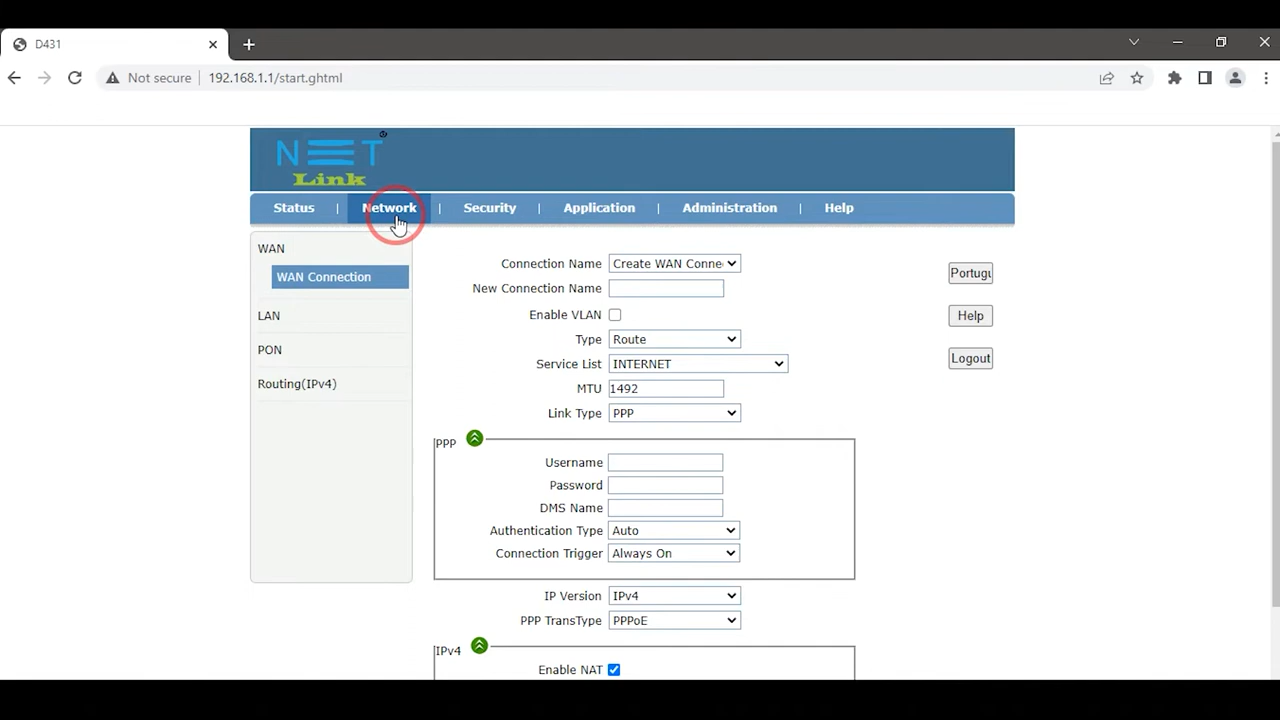 D431
Not secure 192.168.1.1/start.ghtml
NET
Link
Status | Network | Security | Application | Administration | Help
WAN
WAN Connection
LAN
PON
Routing(IPv4)
Connection Name Create WAN Conne
New Connection Name
Enable VLAN
Type Route
Service List INTERNET
MTU 1492
Link Type PPP
PPP
Username
Password
DMS Name
Authentication Type Auto
Connection Trigger Always On
IP Version IPv4
PPP TransType PPPoE
IPv4
Enable NAT
Portugu
Help
Logout